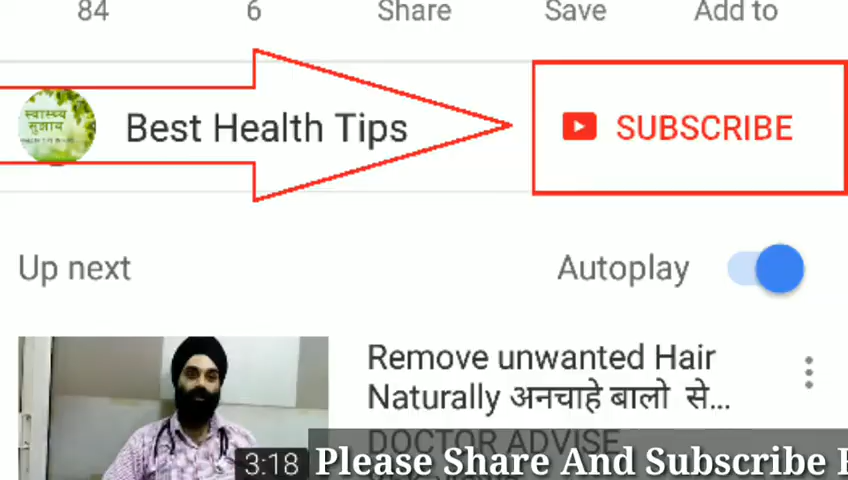 84 6 Share Save Add to
स्वास्थ्य
सुझाव
Best Health Tips
SUBSCRIBE
Up next Autoplay
Remove unwanted Hair
Naturally अनचाहे बालो से...
DOCTOR ADVISE
3:18
Please Share And Subscribe